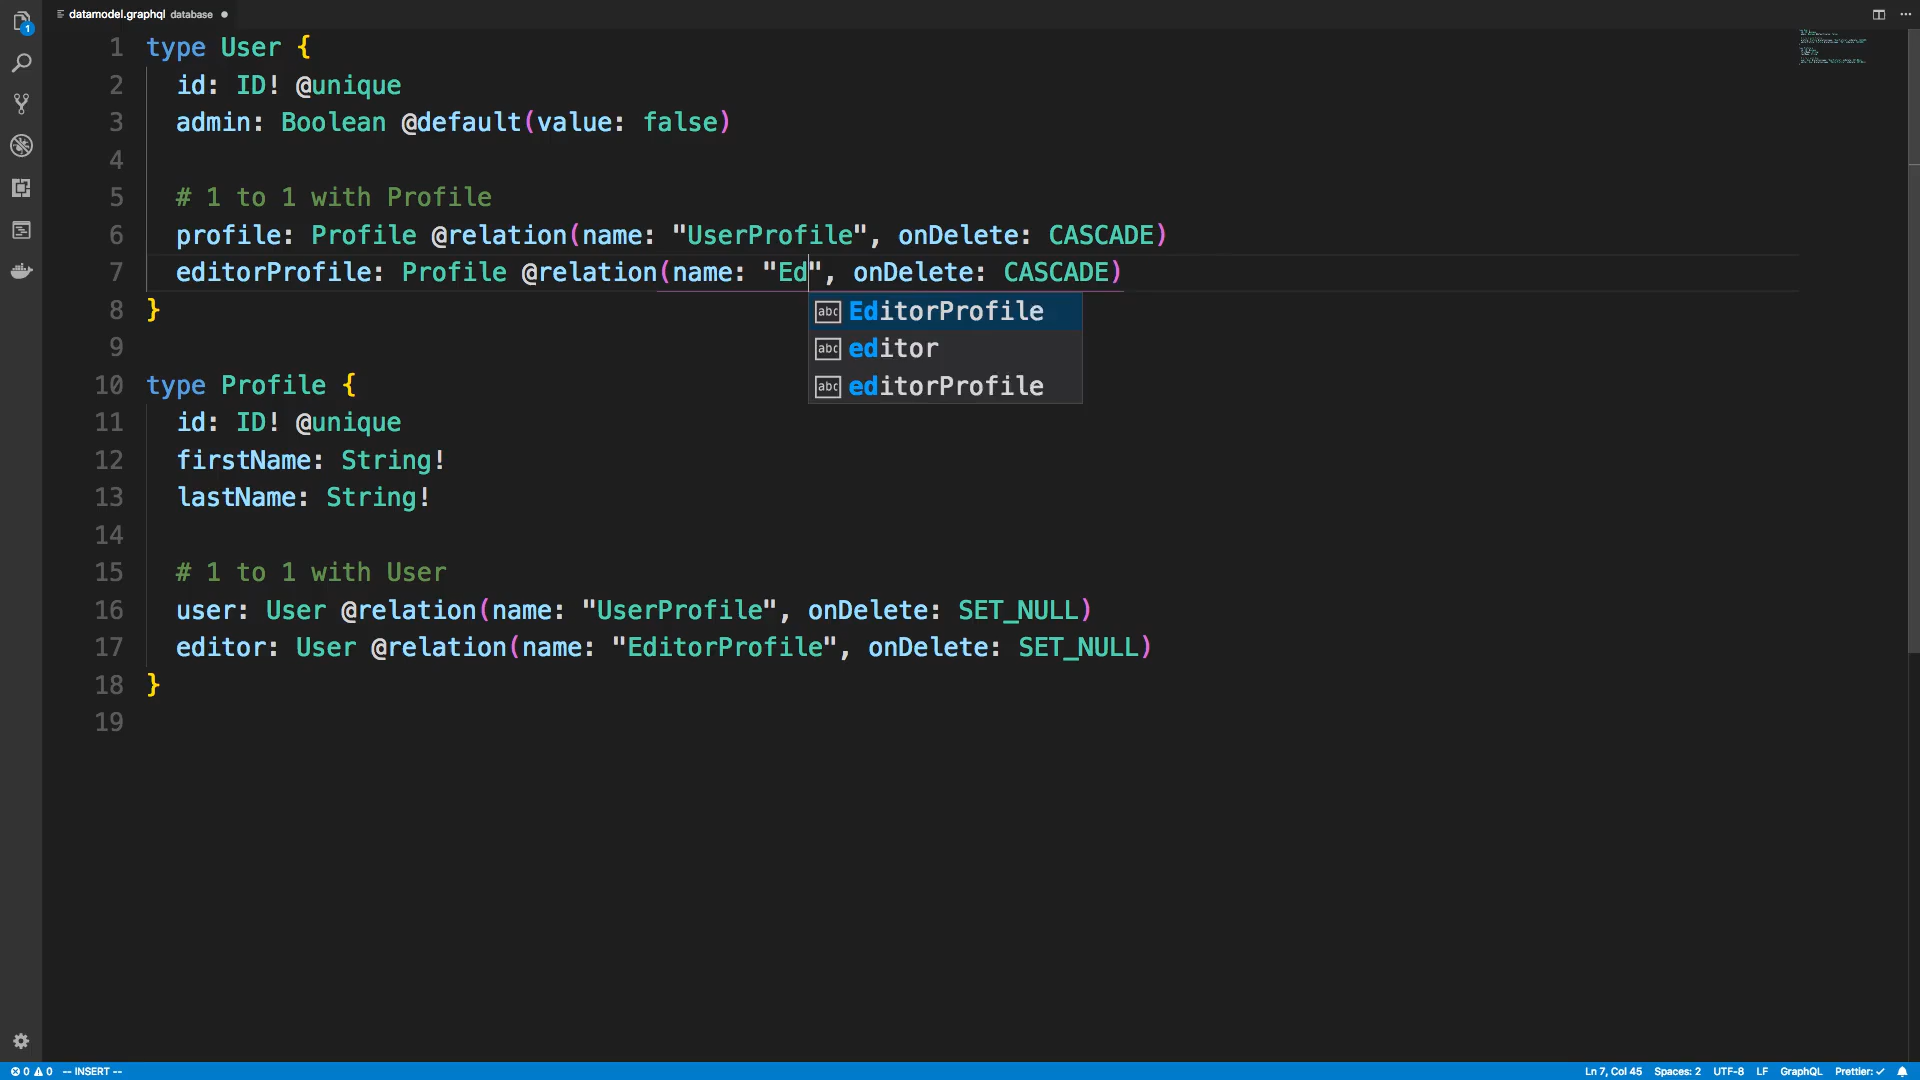 datamodel.graphql database ●
1 type User {
2 id: ID! @unique
3 admin: Boolean @default(value: false)
4
5 # 1 to 1 with Profile
6 profile: Profile @relation(name: "UserProfile", onDelete: CASCADE)
7 editorProfile: Profile @relation(name: "Ed", onDelete: CASCADE)
abc EditorProfile
abc editor
abc editorProfile
8 }
9
10 type Profile {
11 id: ID! @unique
12 firstName: String!
13 lastName: String!
14
15 # 1 to 1 with User
16 user: User @relation(name: "UserProfile", onDelete: SET_NULL)
17 editor: User @relation(name: "EditorProfile", onDelete: SET_NULL)
18 }
19
1
0 0 -- INSERT -- Ln 7, Col 45 Spaces: 2 UTF-8 LF GraphQL Prettier: ✓